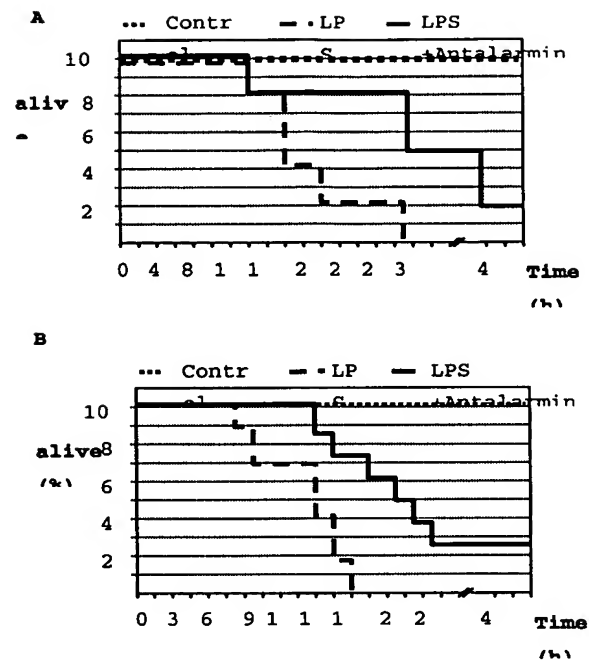 A
··· Contr — ·LP — LPS
S +Antalarmin
10
aliv
8
6
4
2
0 4 8 1 1 2 2 2 3 4 Time
(h)
B
··· Contr — -LP — LPS
S +Antalarmin
10
alive
(%)
8
6
4
2
0 3 6 9 1 1 1 1 2 2 4 Time
(h)